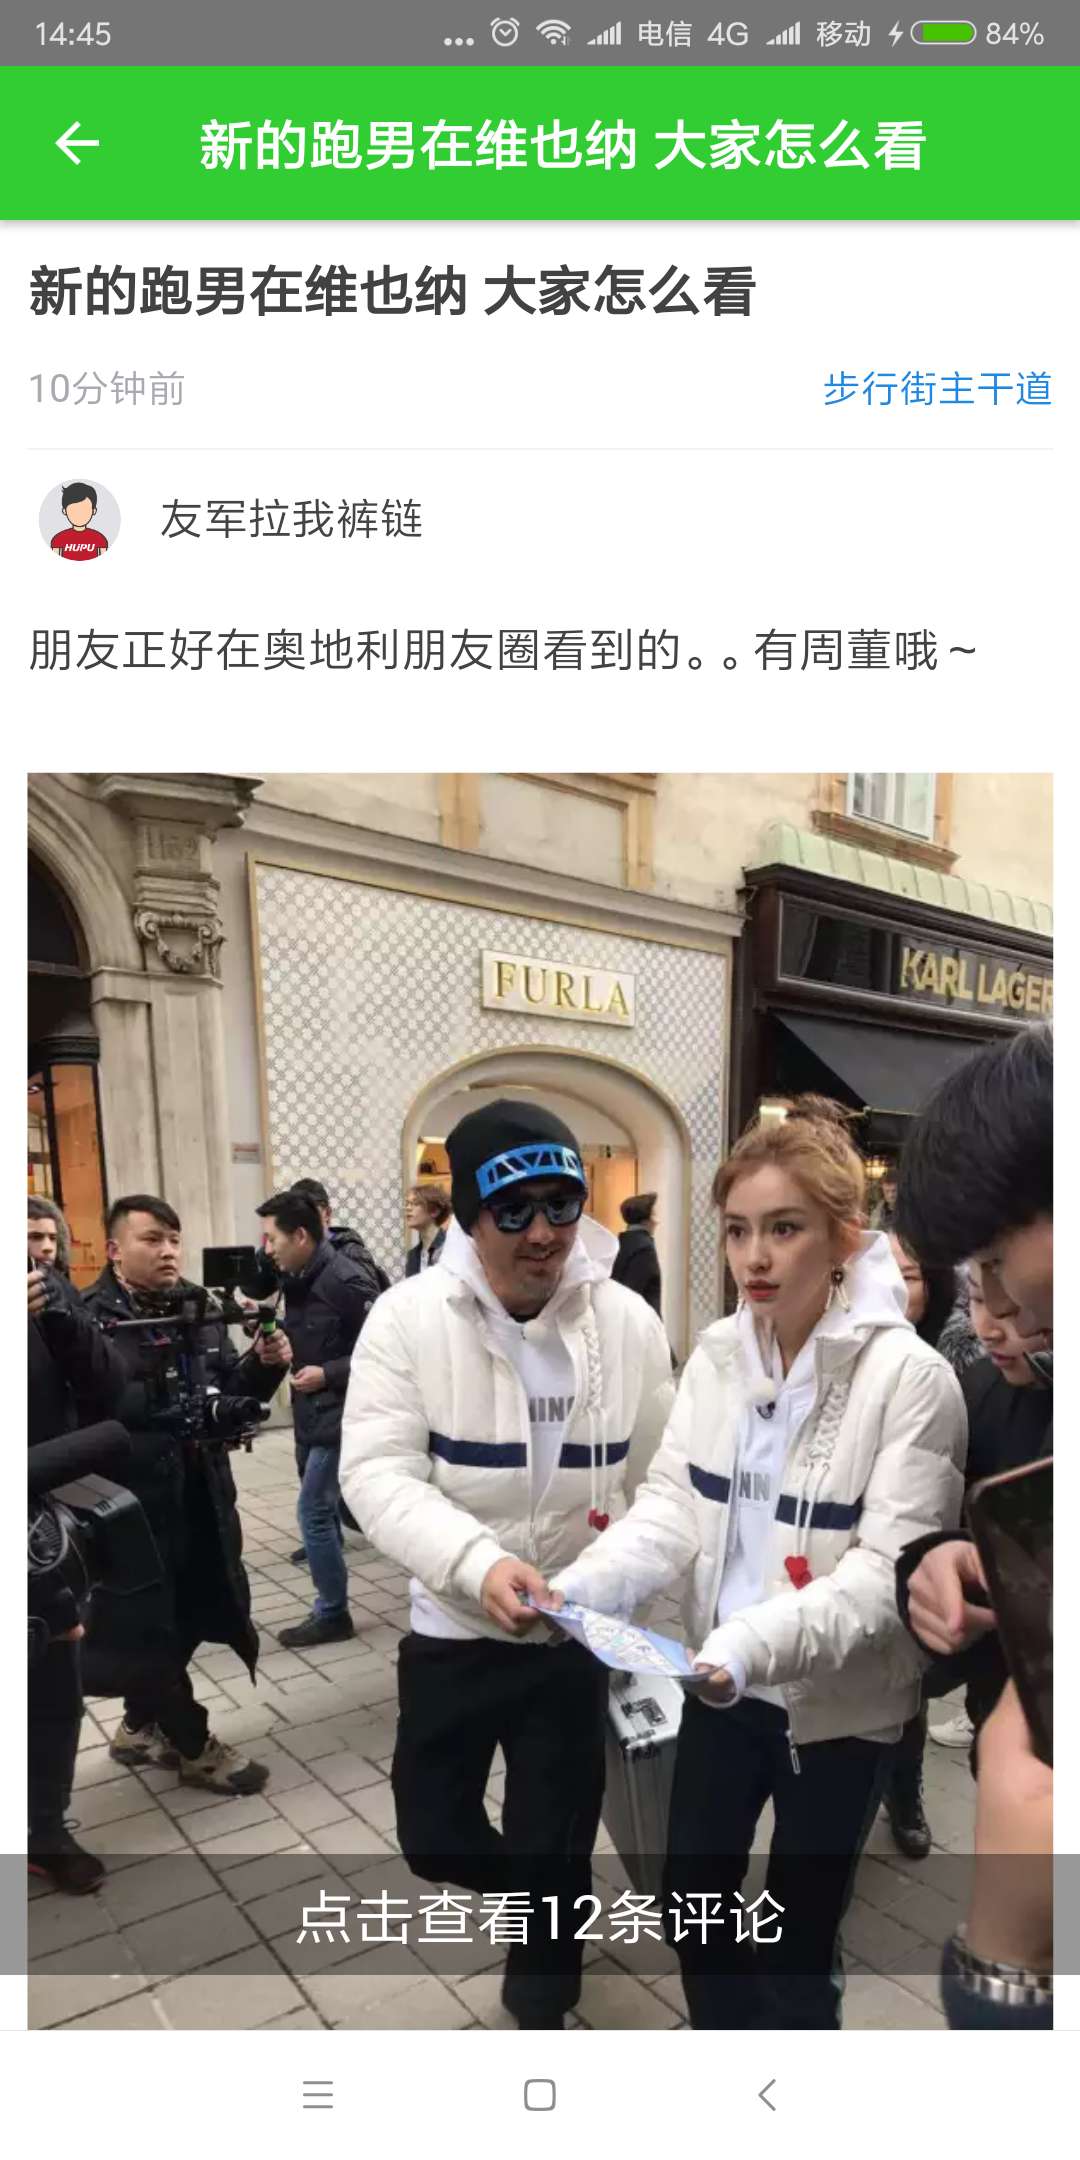 14:45
... 电信 4G 移动 84%
新的跑男在维也纳 大家怎么看
新的跑男在维也纳 大家怎么看
10分钟前
步行街主干道
HUPU
友军拉我裤链
朋友正好在奥地利朋友圈看到的。。有周董哦~
FURLA
KARL LAGER
NN
点击查看12条评论